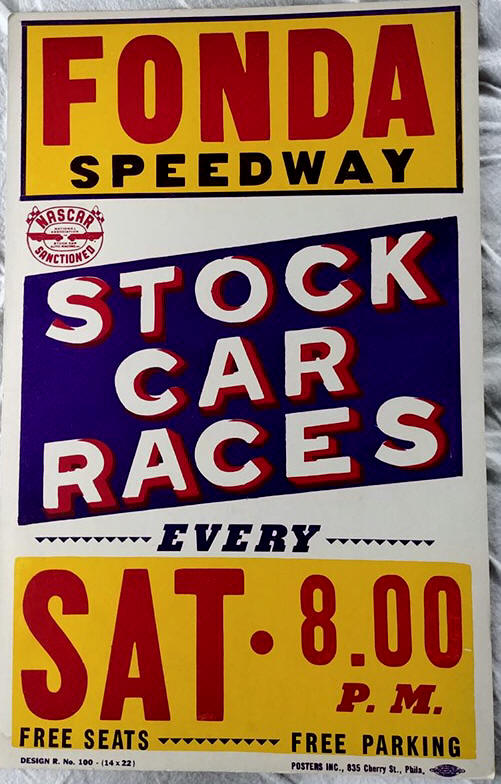 FONDA
SPEEDWAY
NASCAR
SANCTIONED
STOCK
CAR
RACES
EVERY
SAT • 8.00
P. M.
FREE SEATS
FREE PARKING
DESIGN R. No. 100 - (14 x 22)
POSTERS INC., 835 Cherry St., Phila,